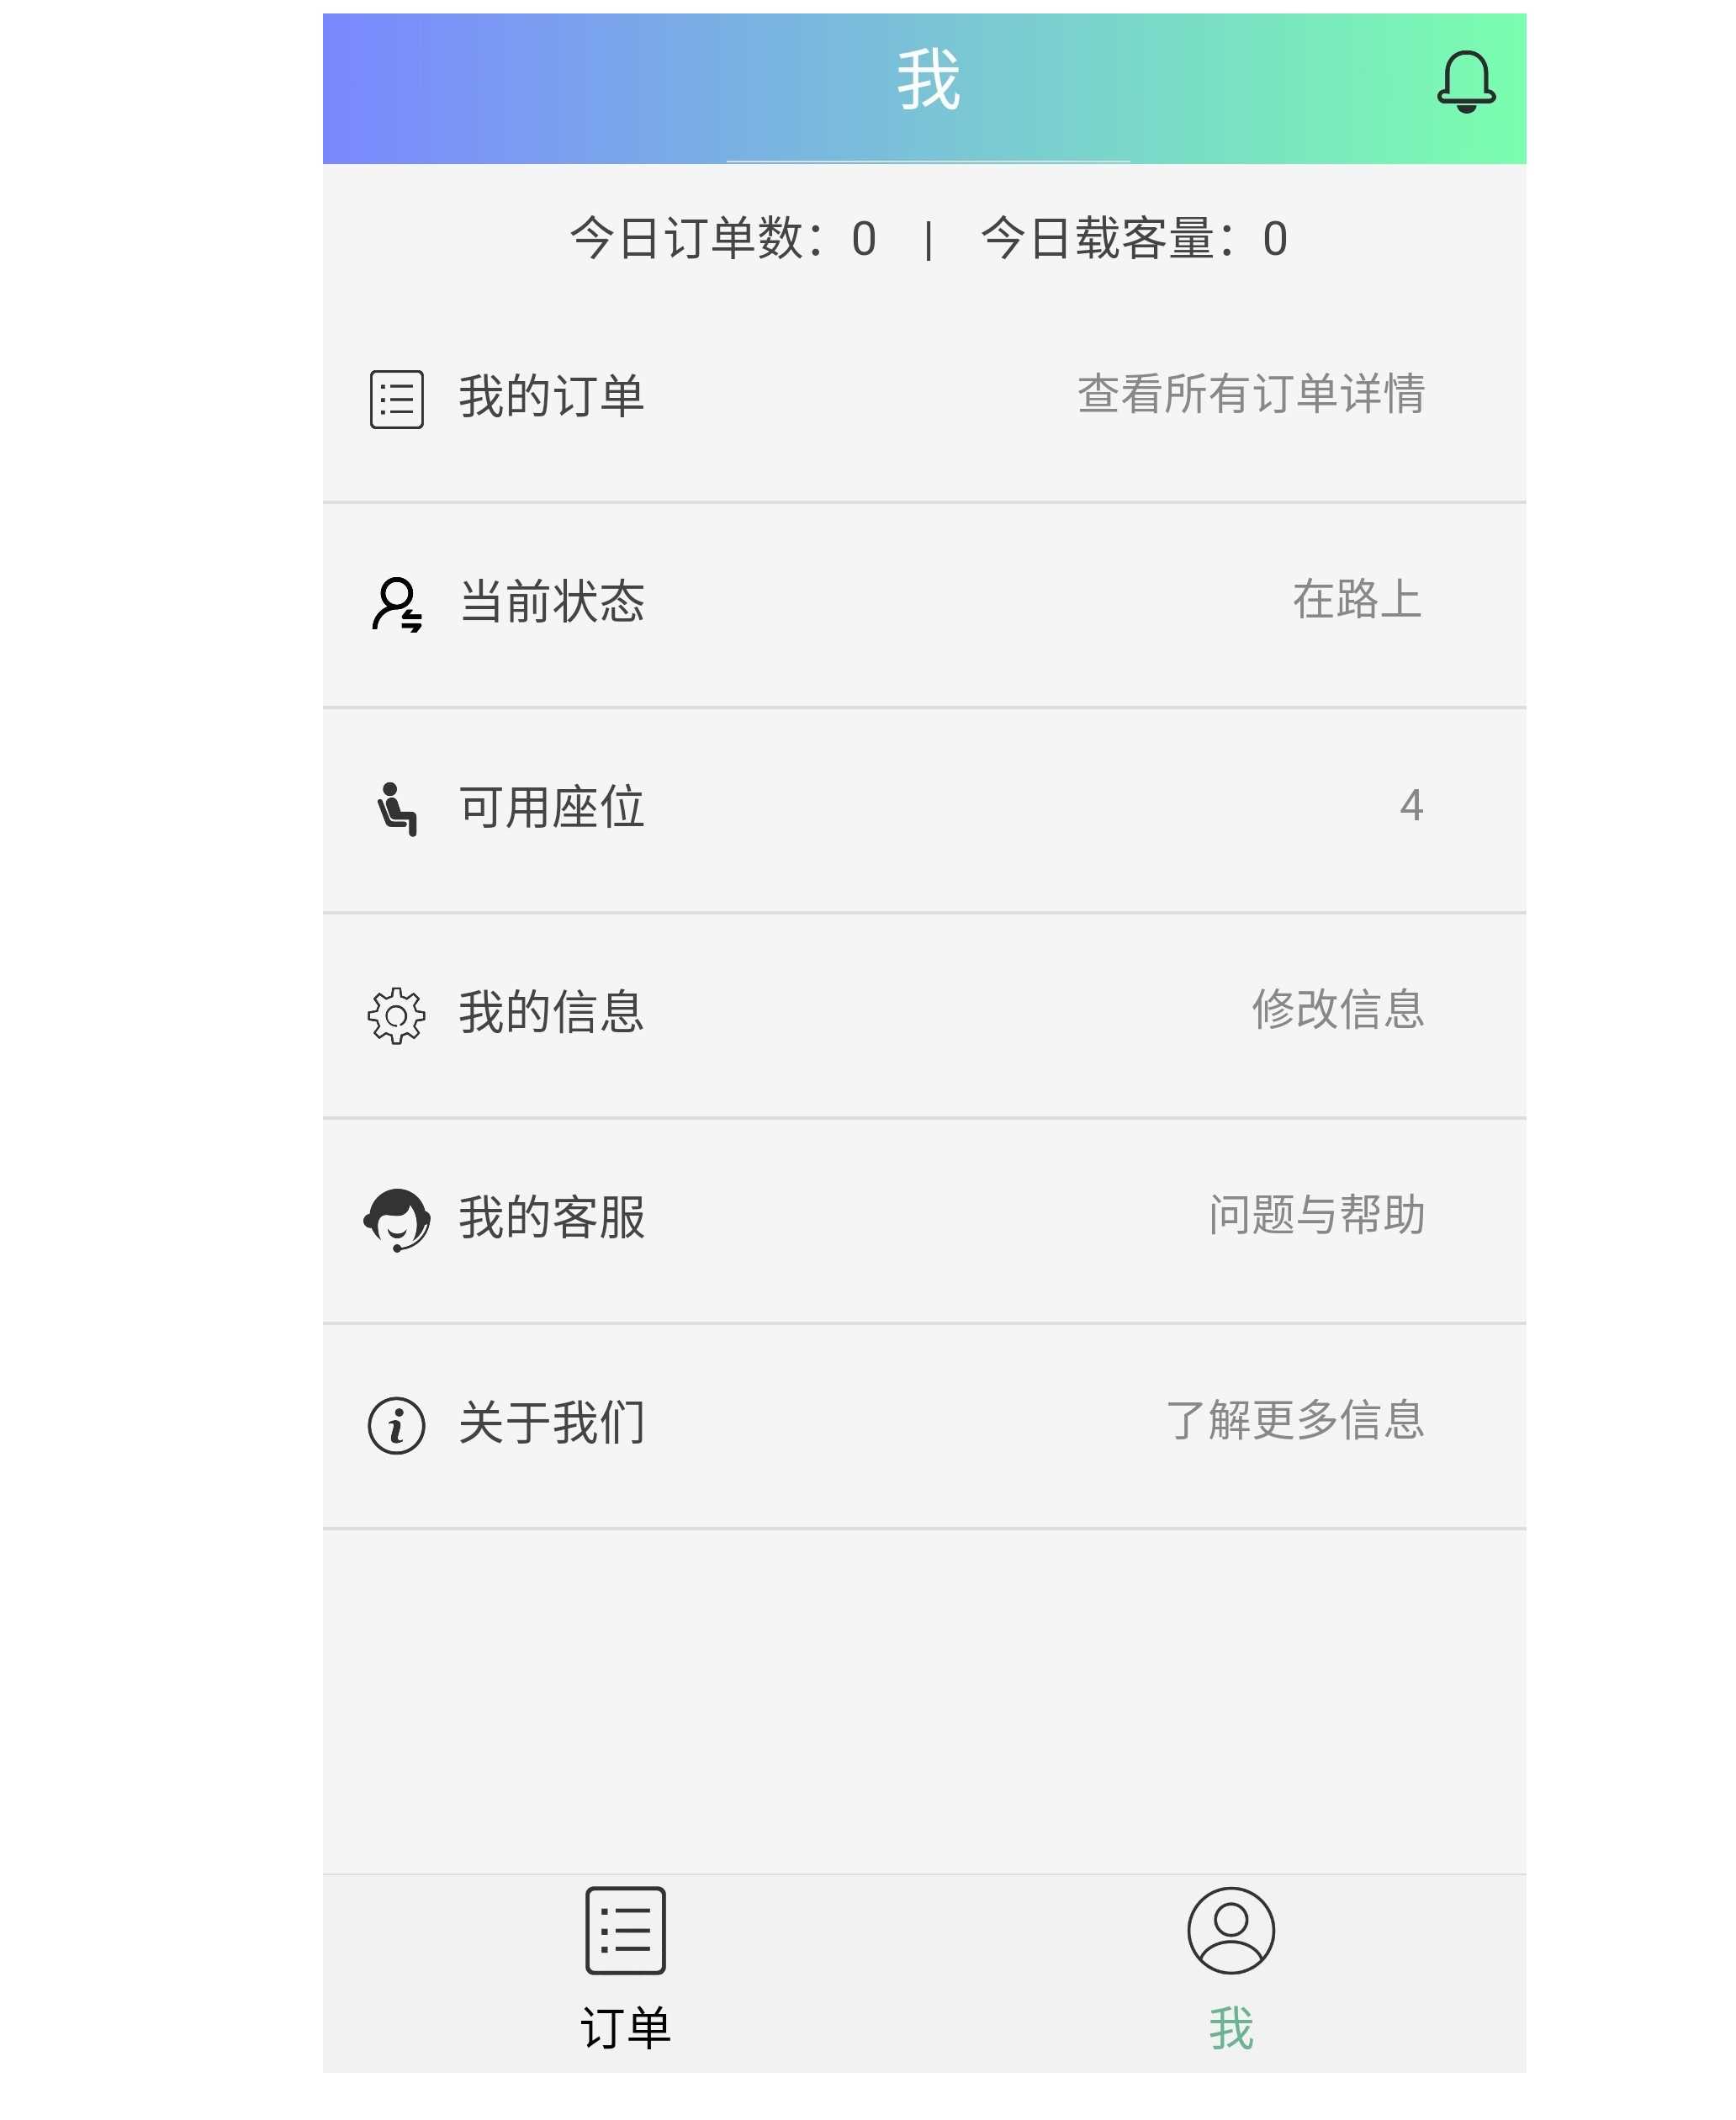 我
今日订单数：0 | 今日载客量：0
我的订单 查看所有订单详情
当前状态 在路上
可用座位 4
我的信息 修改信息
我的客服 问题与帮助
关于我们 了解更多信息
订单 我